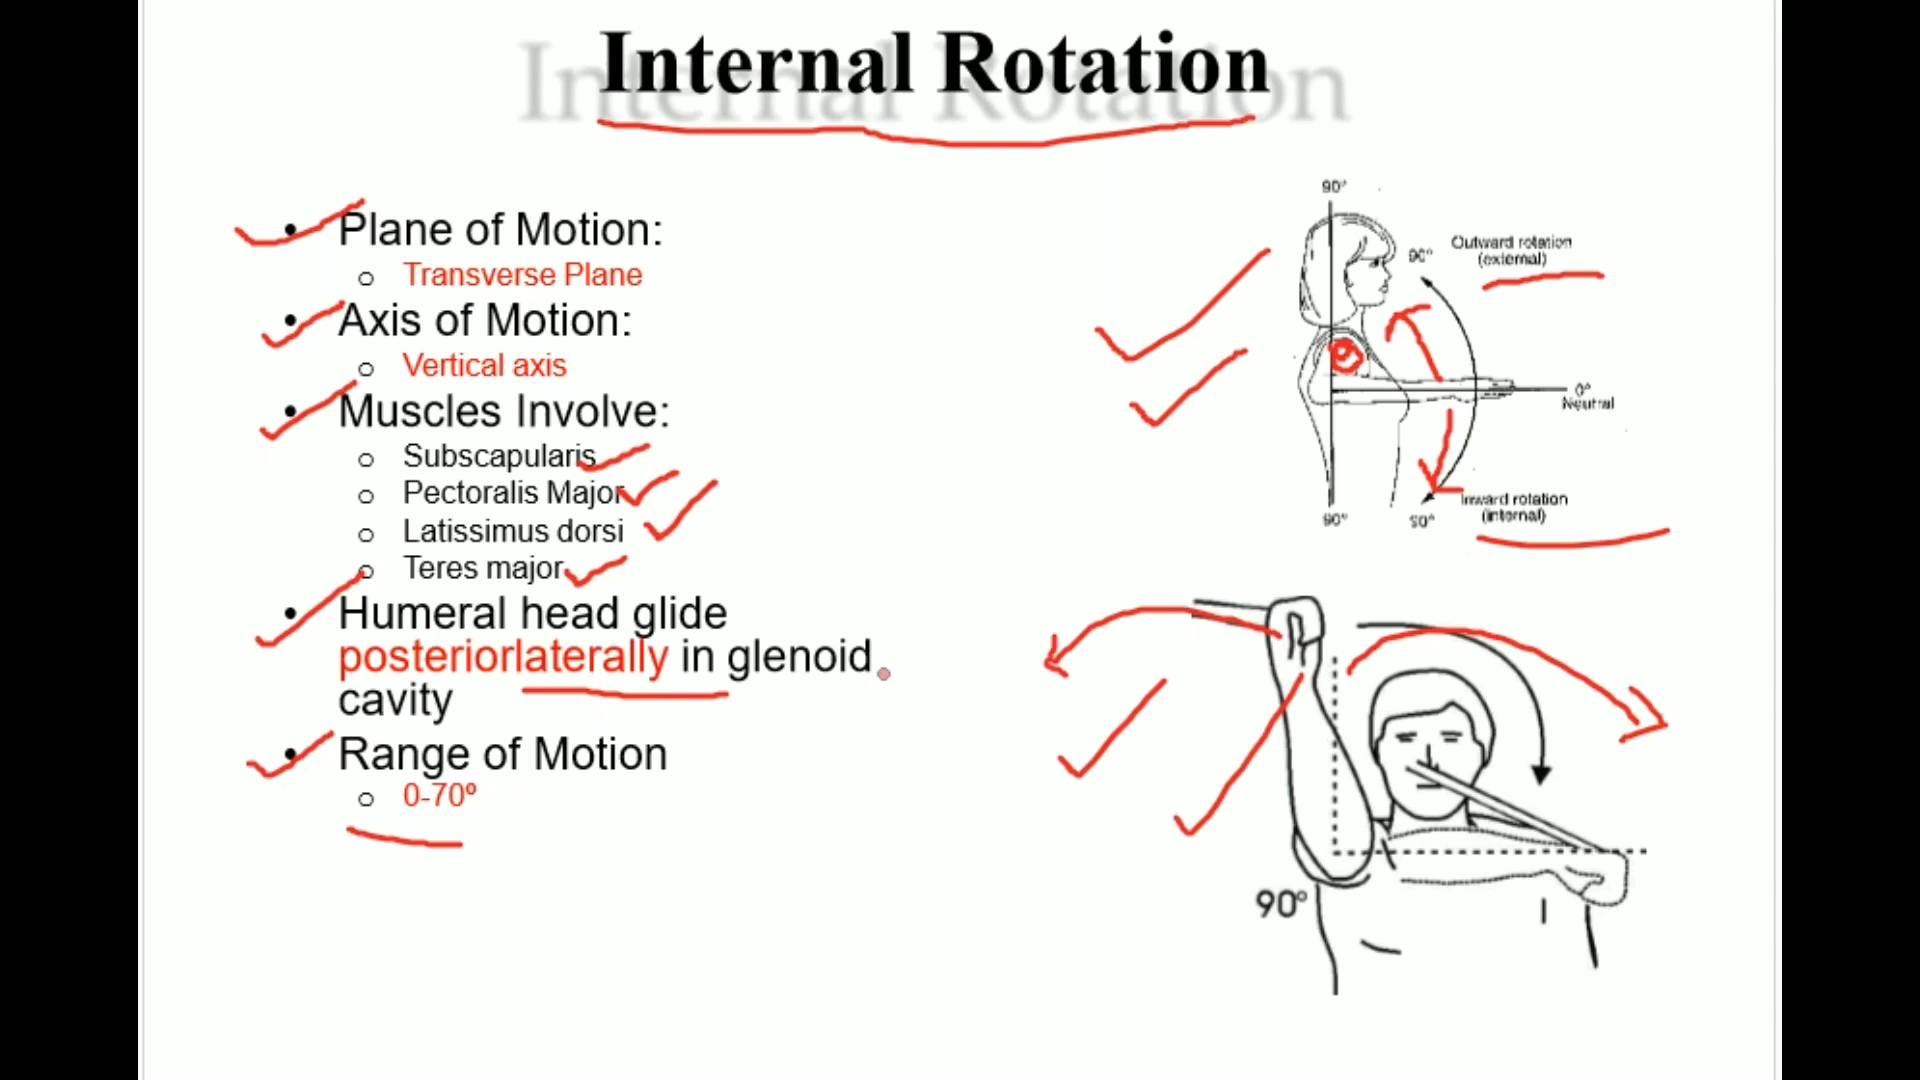 Internal Rotation
• Plane of Motion:
o Transverse Plane
• Axis of Motion:
o Vertical axis
• Muscles Involve:
o Subscapularis
o Pectoralis Major
o Latissimus dorsi
o Teres major
• Humeral head glide
posteriorlaterally in glenoid
cavity
• Range of Motion
o 0-70º
90°
Outward rotation
(external)
90°
0°
Neutral
Inward rotation
(internal)
90°
90°
90°